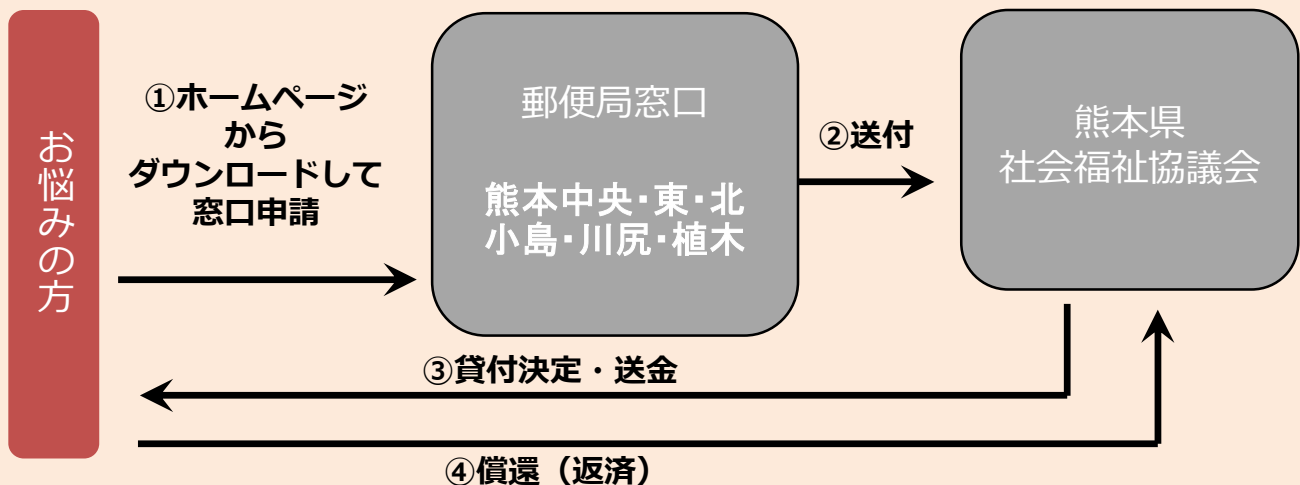 お悩みの方
①ホームページ
から
ダウンロードして
窓口申請
郵便局窓口
熊本中央・東・北
小島・川尻・植木
②送付
熊本県
社会福祉協議会
③貸付決定・送金
④償還（返済）